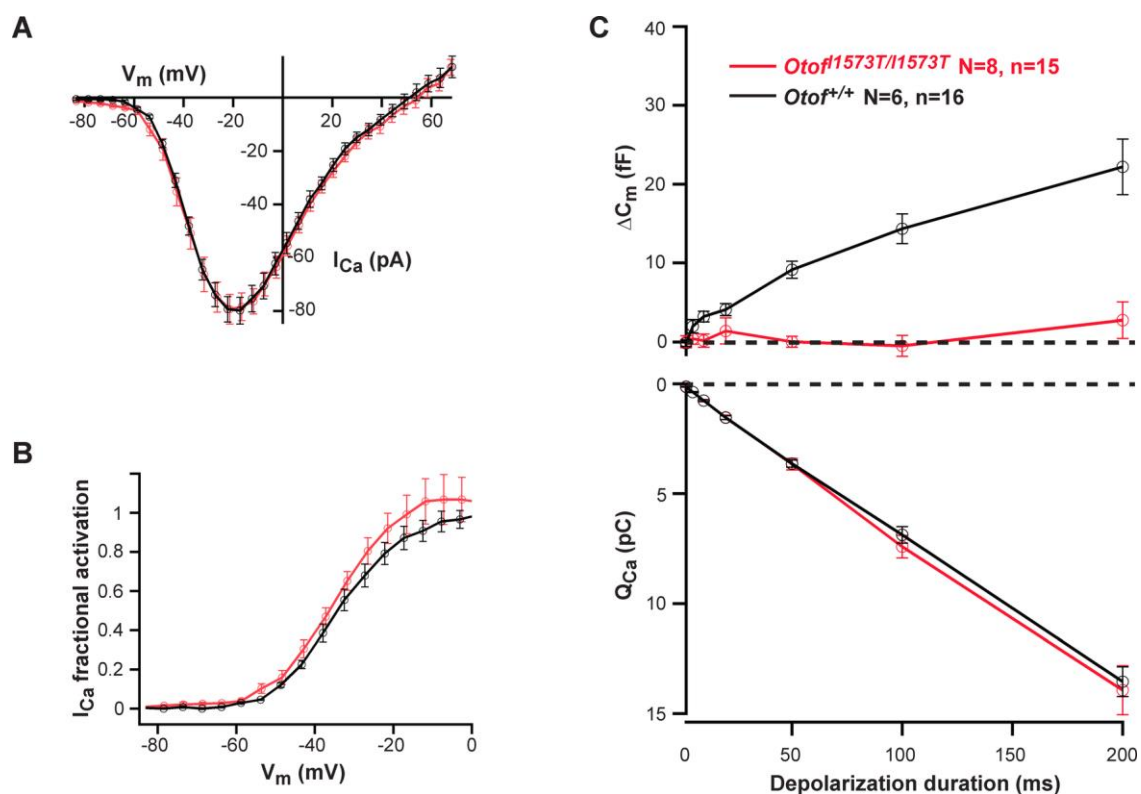 A
V_m (mV)
-80 -60 -40 -20 20 40 60
-20
-40
-60
I_Ca (pA)
-80
B
I_Ca fractional activation
1
0.8
0.6
0.4
0.2
0
-80 -60 -40 -20 0
V_m (mV)
C
Otof^I1573T/I1573T N=8, n=15
Otof^+/+ N=6, n=16
ΔC_m (fF)
40
30
20
10
0
Q_Ca (pC)
0
5
10
15
0 50 100 150 200
Depolarization duration (ms)